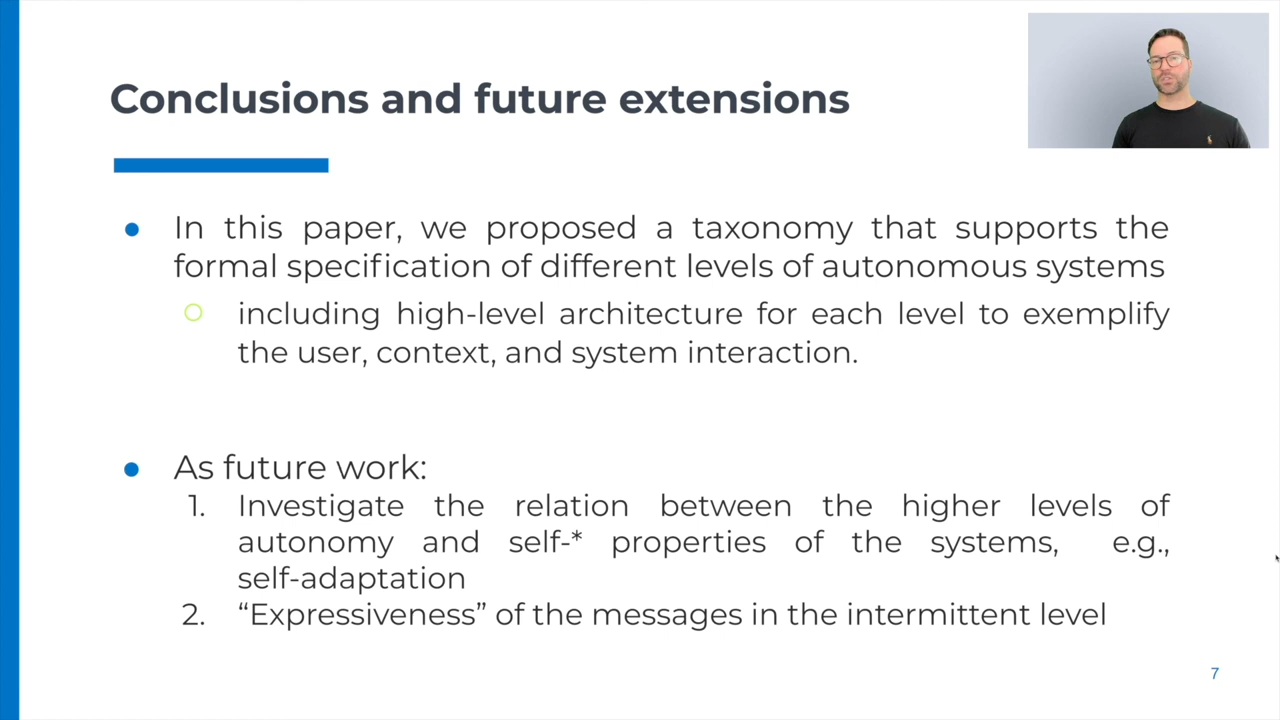 Conclusions and future extensions
● In this paper, we proposed a taxonomy that supports the
formal specification of different levels of autonomous systems
○ including high-level architecture for each level to exemplify
the user, context, and system interaction.
● As future work:
1. Investigate the relation between the higher levels of
autonomy and self-* properties of the systems, e.g.,
self-adaptation
2. “Expressiveness” of the messages in the intermittent level
7